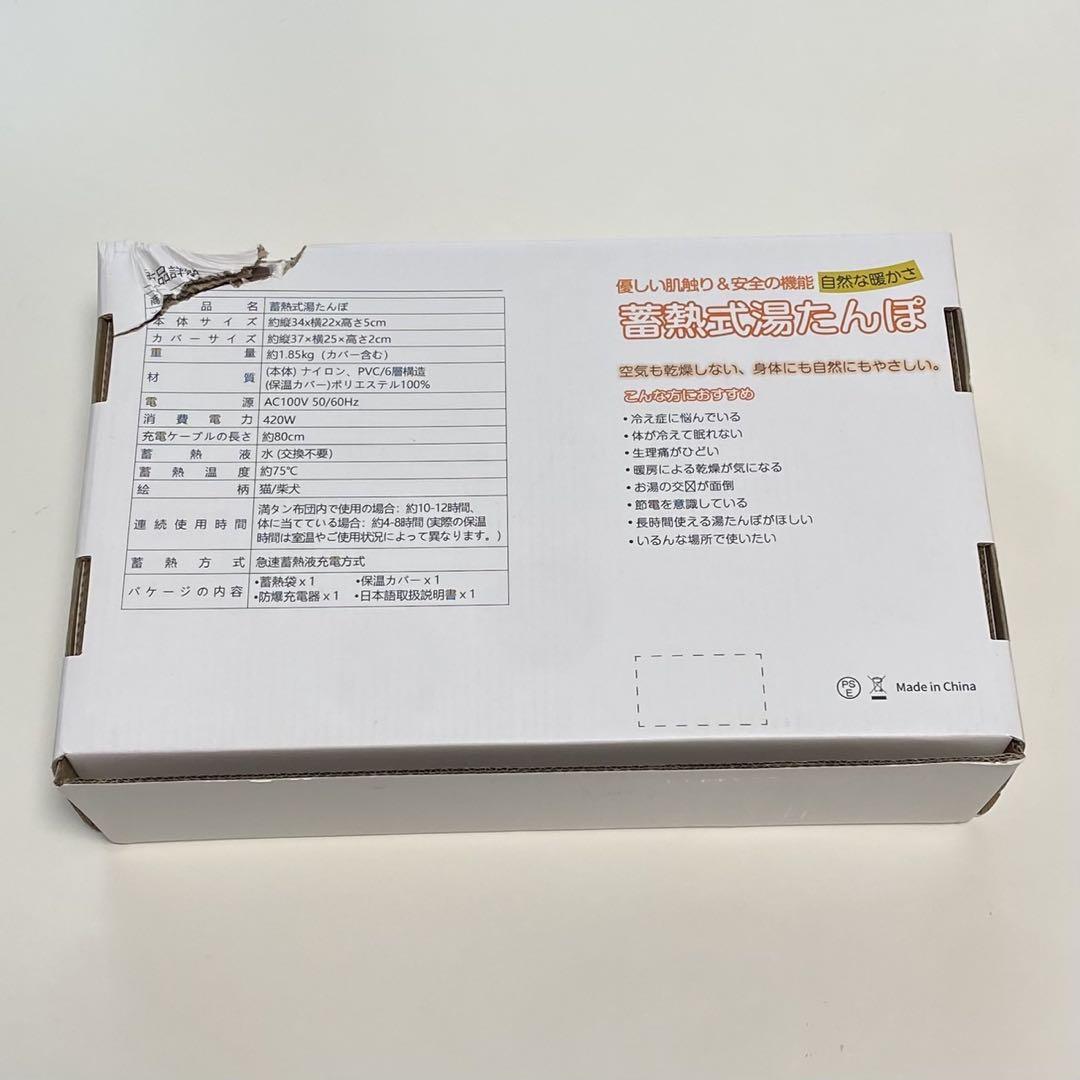 品詳
商
品名 蓄熱式湯たんぽ
本体サイズ 約縦34x横22x高さ5cm
カバーサイズ 約縦37×横25×高さ2cm
重量 約1.85kg（カバー含む）
材質 (本体) ナイロン、PVC/6層構造
(保温カバー)ポリエステル100%
電源 AC100V 50/60Hz
消費電力 420W
充電ケーブルの長さ 約80cm
蓄熱液 水 (交換不要)
蓄熱温度 約75℃
絵柄 猫/柴犬
連続使用時間 満タン布団内で使用の場合：約10-12時間、
体に当てている場合：約4-8時間 (実際の保温
時間は室温やご使用状況によって異なります。)
蓄熱方式 急速蓄熱液充電方式
パケージの内容 •蓄熱袋 x 1 •保温カバー x 1
•防爆充電器 x 1 •日本語取扱説明書 x 1
優しい肌触り＆安全の機能 自然な暖かさ
蓄熱式湯たんぽ
空気も乾燥しない、身体にも自然にもやさしい。
こんな方におすすめ
•冷え症に悩んでいる
•体が冷えて眠れない
•生理痛がひどい
•暖房による乾燥が気になる
•お湯の交☒が面倒
•節電を意識している
•長時間使える湯たんぽがほしい
•いるんな場所で使いたい
PS
E
Made in China